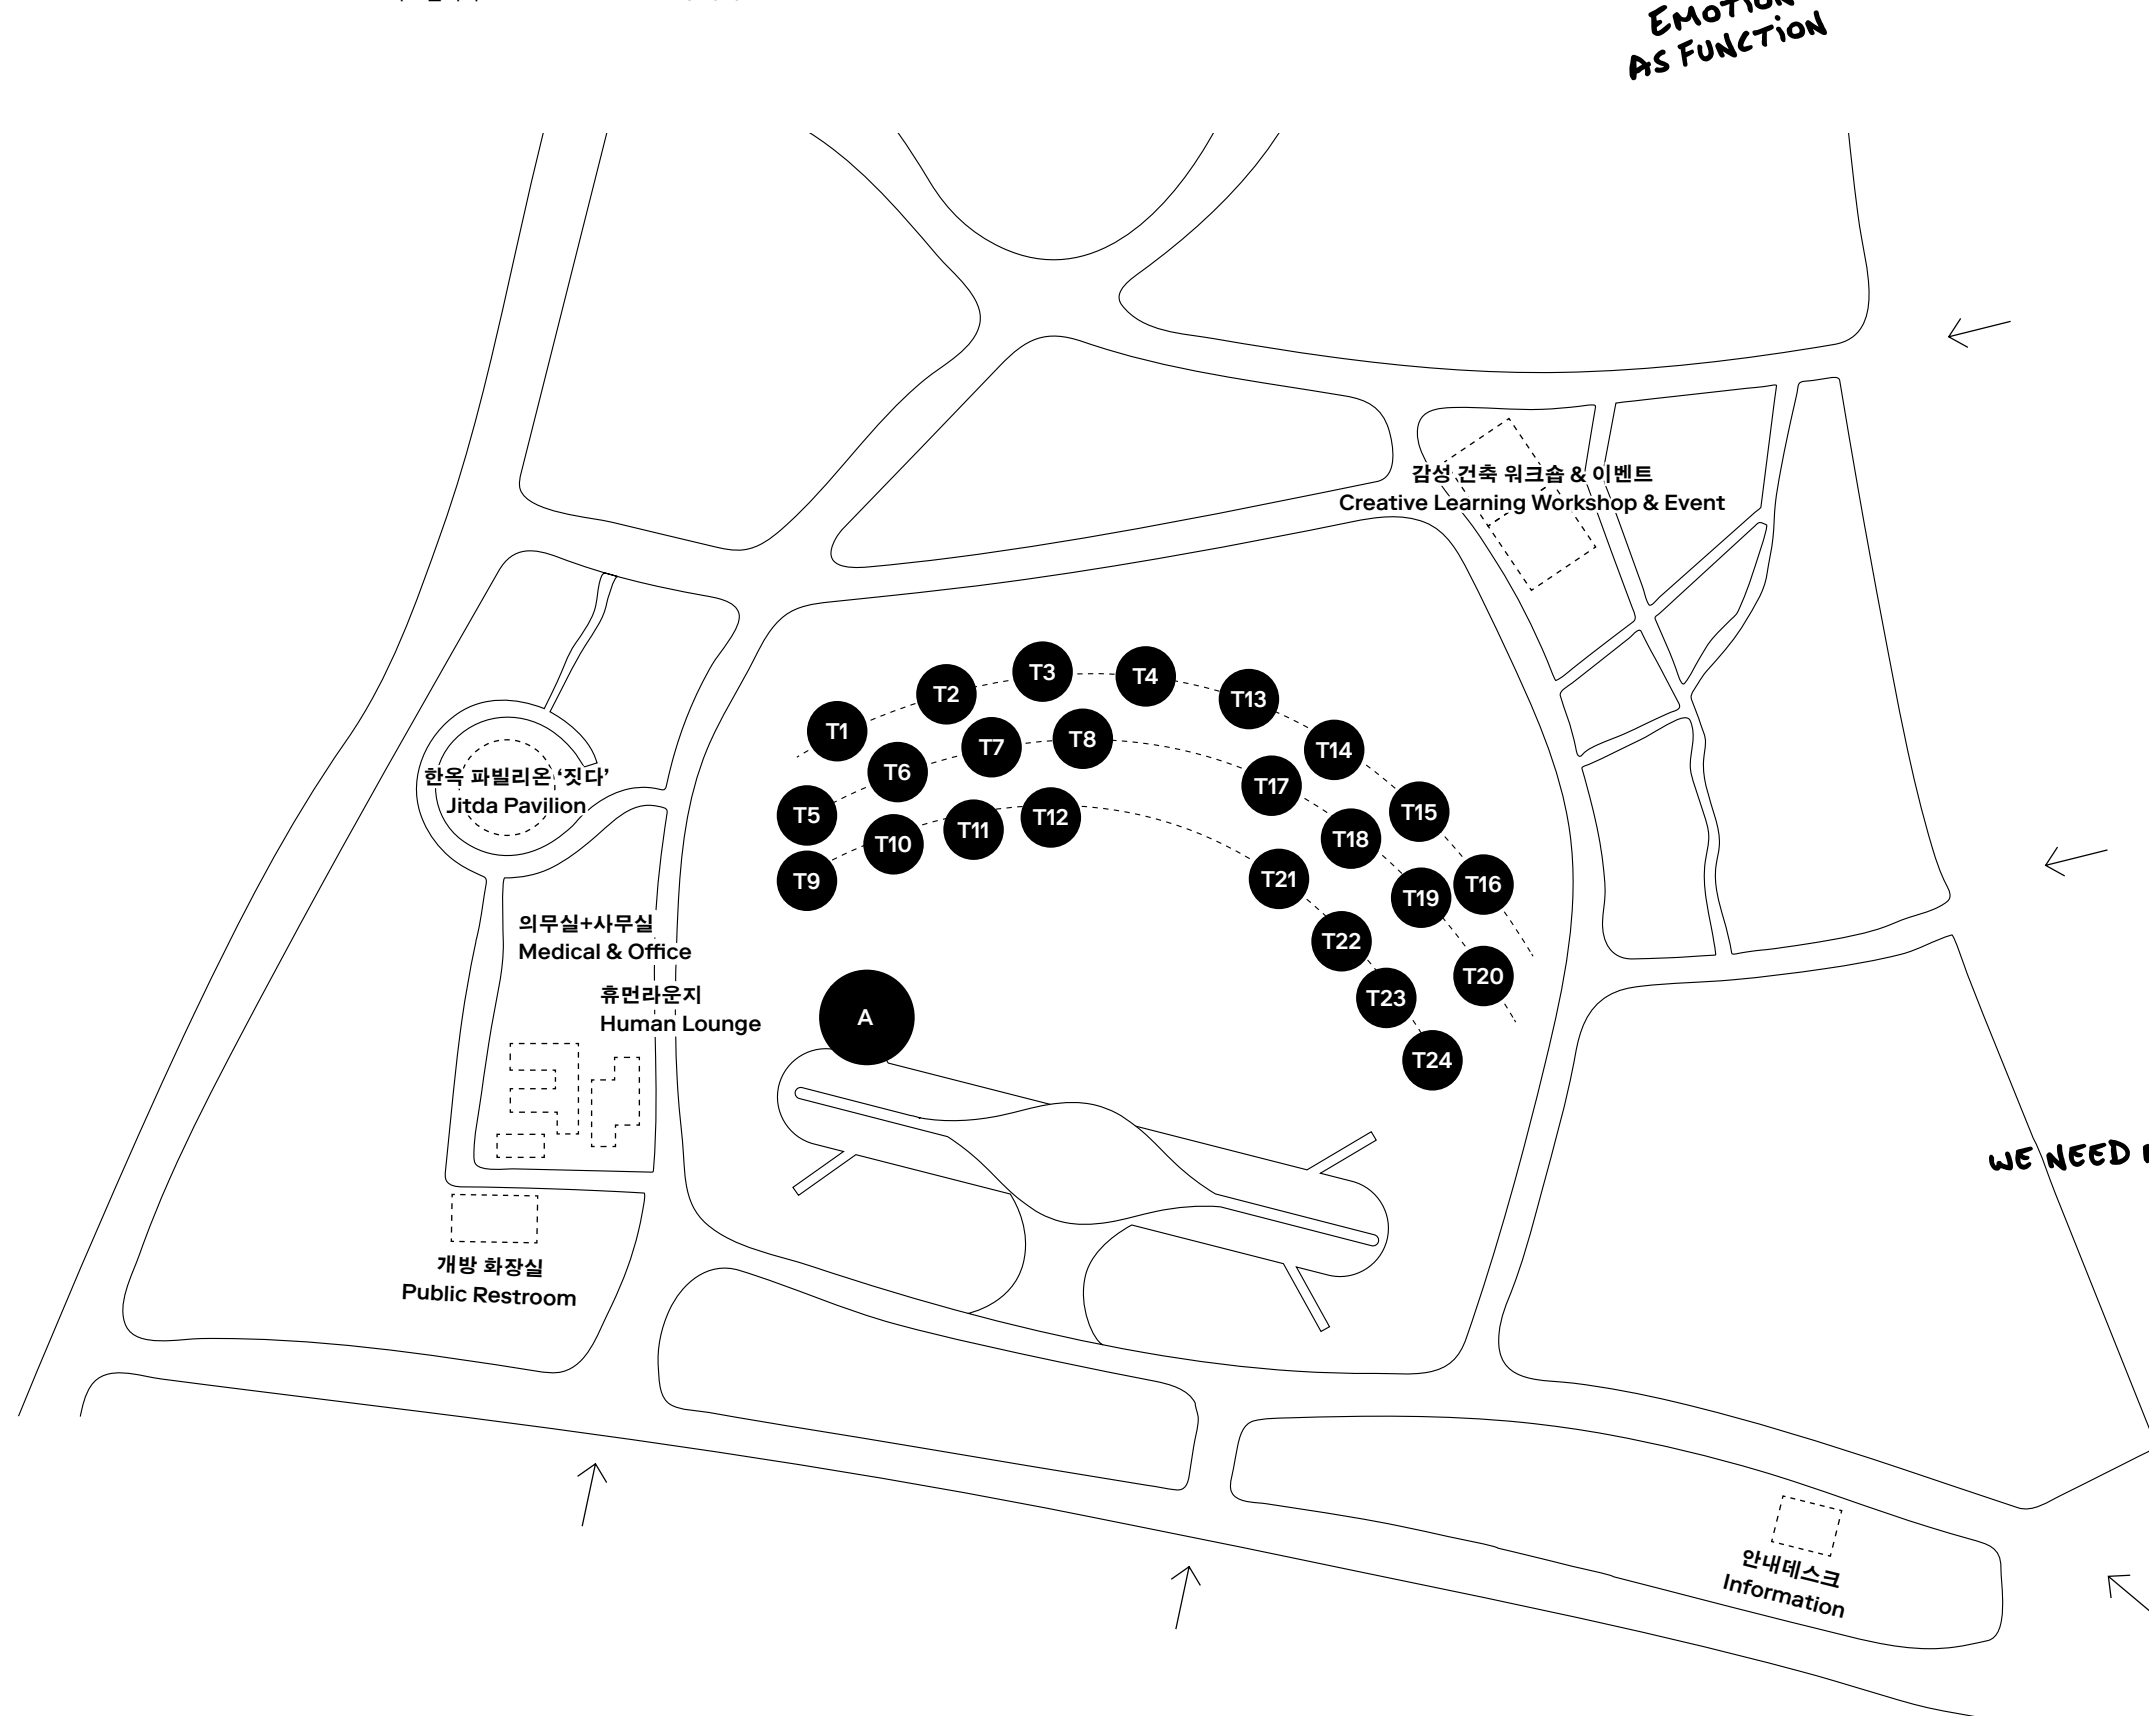 EMOTION
AS FUNCTION
감성 건축 워크숍 & 이벤트
Creative Learning Workshop & Event
T1
T2
T3
T4
T13
T14
T15
T16
T5
T6
T7
T8
T17
T18
T19
T20
T9
T10
T11
T12
T21
T22
T23
T24
한옥 파빌리온 ‘짓다’
Jitda Pavilion
의무실+사무실
Medical & Office
휴먼라운지
Human Lounge
A
WE NEED
개방 화장실
Public Restroom
안내데스크
Information